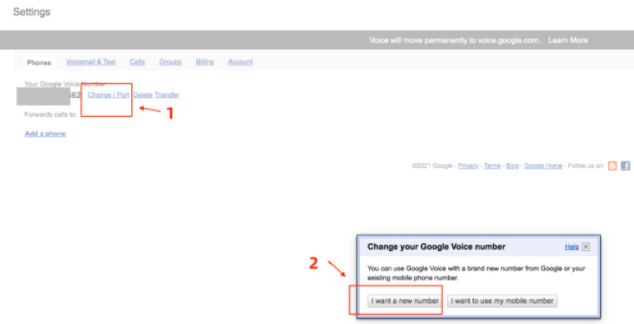 Settings
Voice will move permanently to voice.google.com. Learn More
Phones Voicemail & Text Calls Groups Billing Account
Your Google Voice Number
Change / Port Delete Transfer
1
Forwards calls to:
Add a phone
©2021 Google - Privacy - Terms - Blog - Google Home - Follow us on:
Change your Google Voice number Help
2
You can use Google Voice with a brand new number from Google or your
existing mobile phone number.
I want a new number I want to use my mobile number